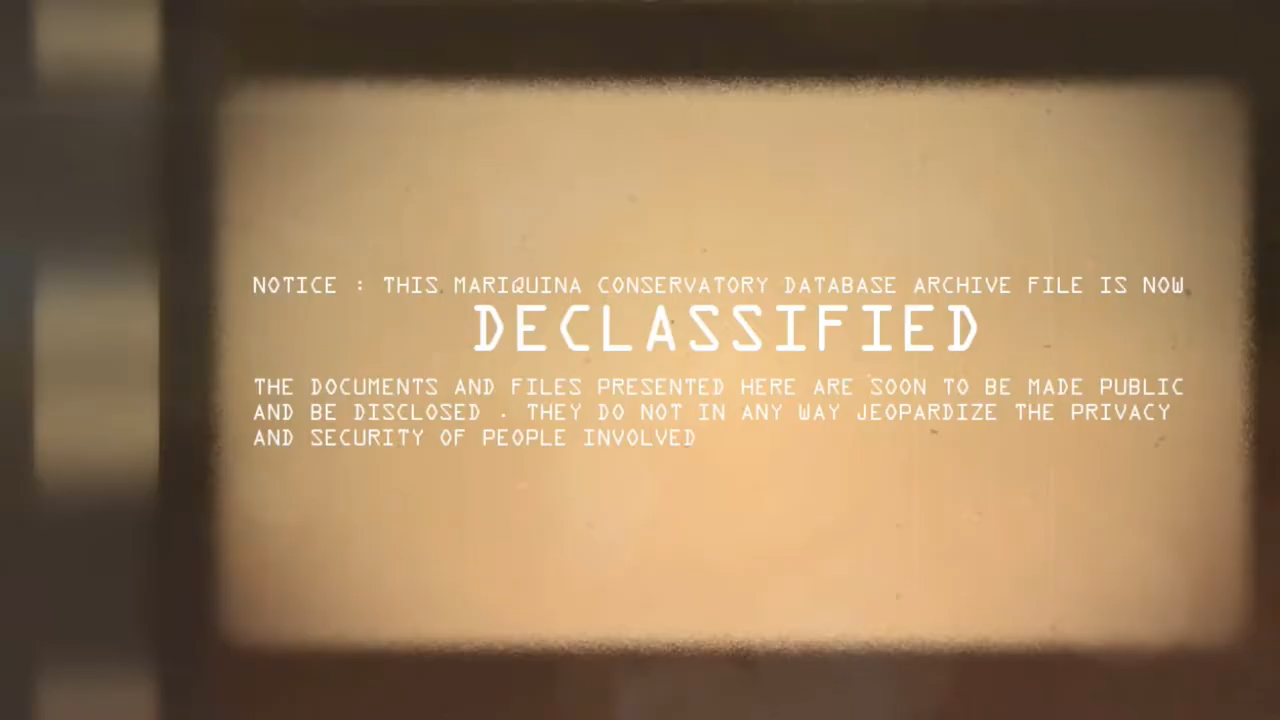 NOTICE : THIS MARIQUINA CONSERVATORY DATABASE ARCHIVE FILE IS NOW
DECLASSIFIED
THE DOCUMENTS AND FILES PRESENTED HERE ARE SOON TO BE MADE PUBLIC
AND BE DISCLOSED . THEY DO NOT IN ANY WAY JEOPARDIZE THE PRIVACY
AND SECURITY OF PEOPLE INVOLVED